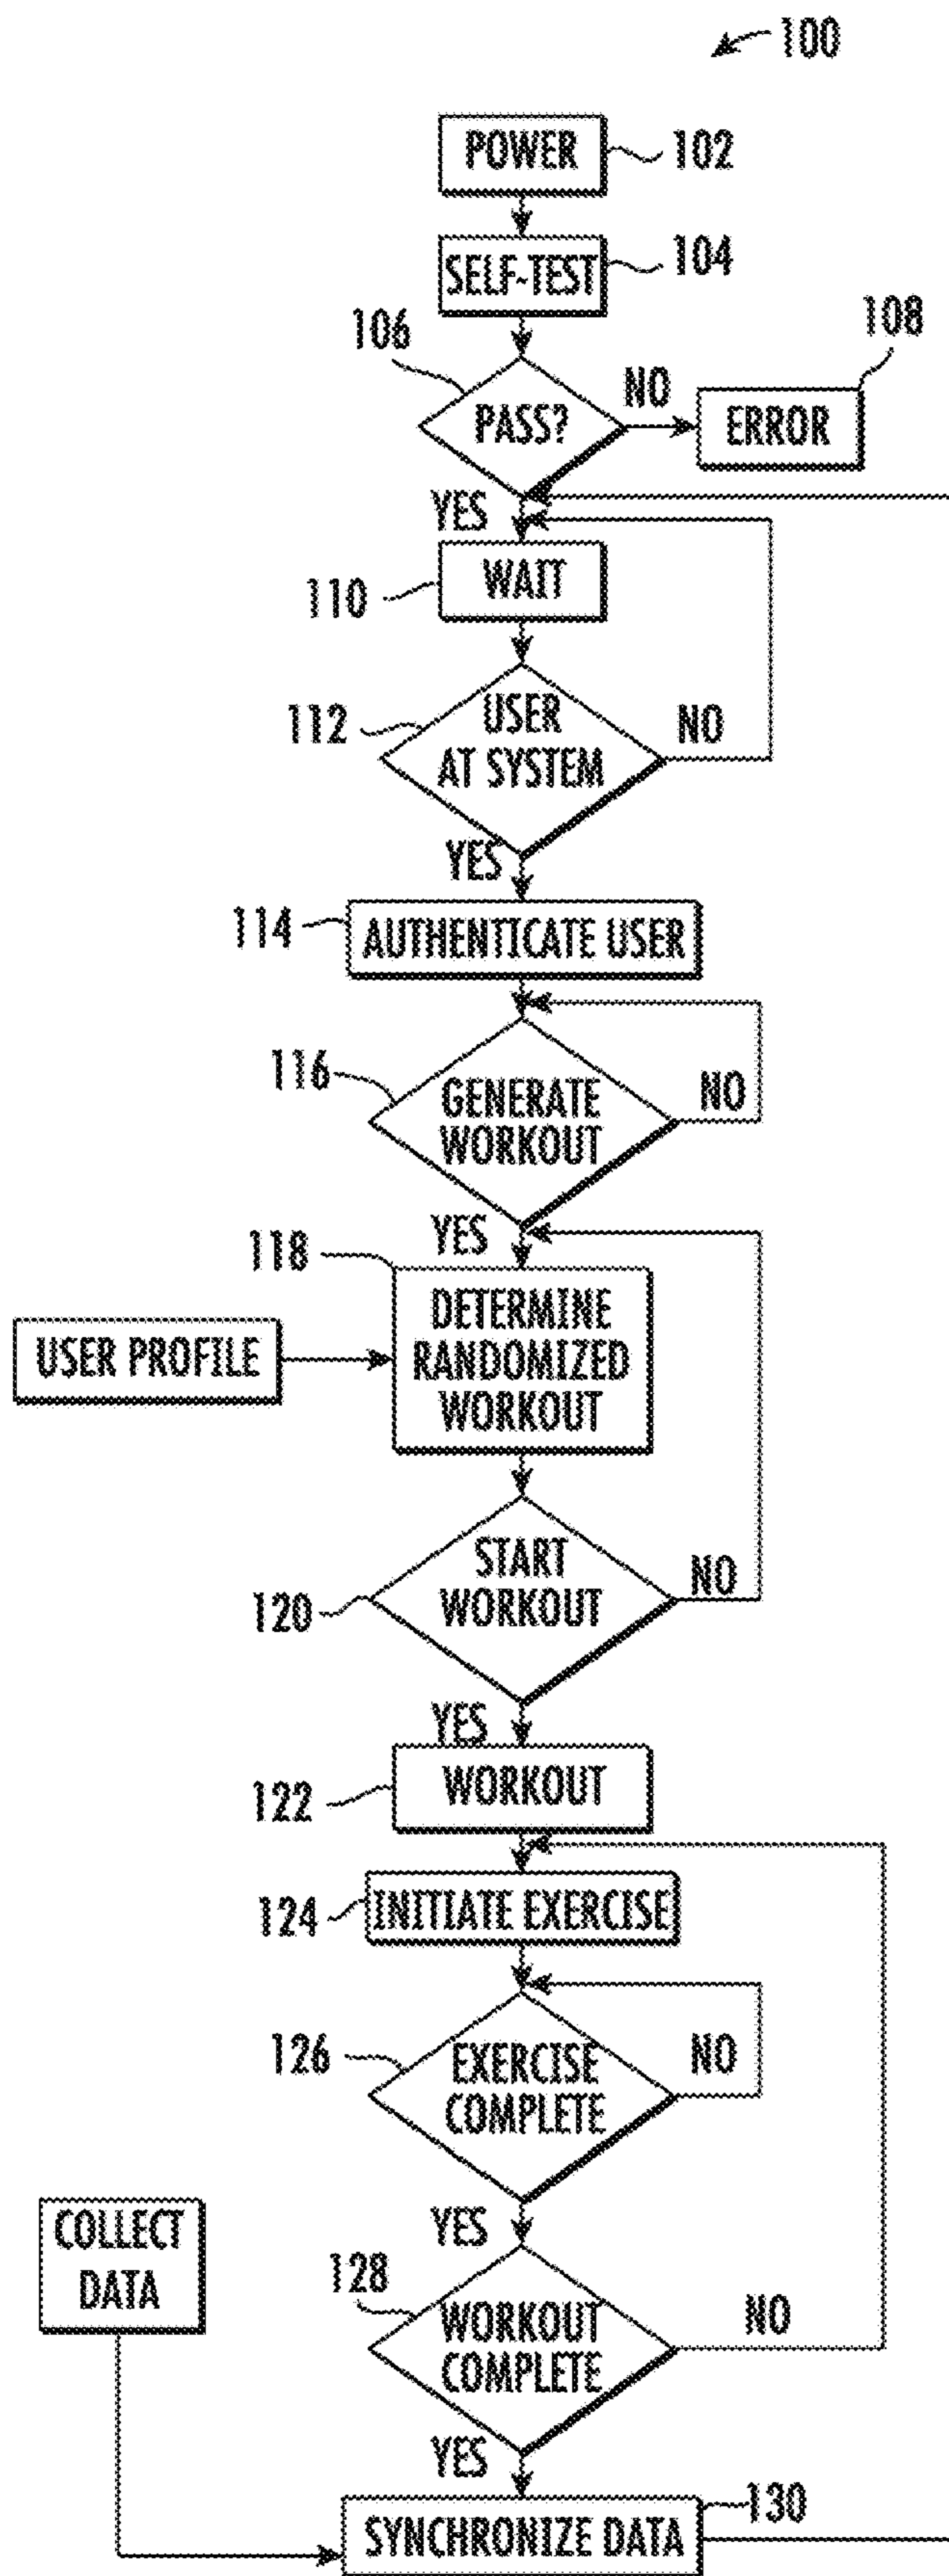 100
POWER
102
SELF-TEST
104
106
PASS?
NO
ERROR
108
YES
WAIT
110
112
USER
AT SYSTEM
NO
YES
114
AUTHENTICATE USER
116
GENERATE
WORKOUT
NO
YES
118
DETERMINE
RANDOMIZED
WORKOUT
USER PROFILE
START
WORKOUT
NO
120
YES
WORKOUT
122
INITIATE EXERCISE
124
126
EXERCISE
COMPLETE
NO
YES
COLLECT
DATA
128
WORKOUT
COMPLETE
NO
YES
SYNCHRONIZE DATA
130